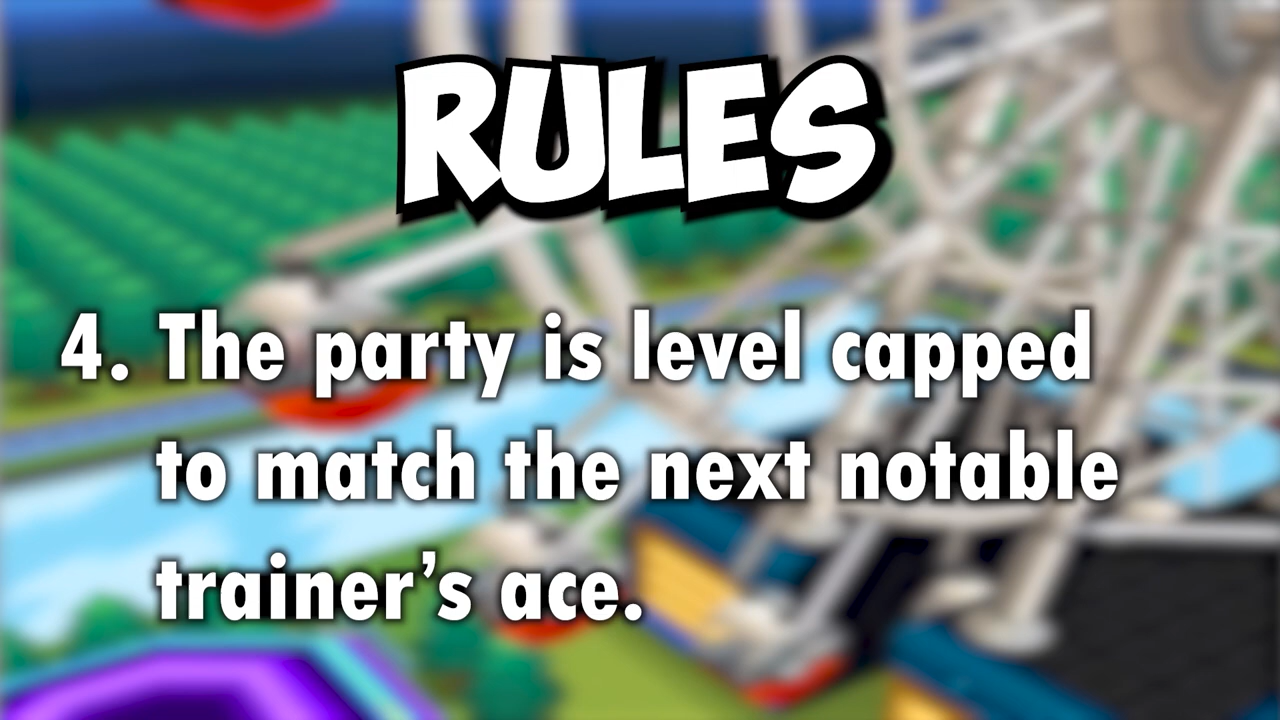 RULES
4. The party is level capped
to match the next notable
trainer’s ace.